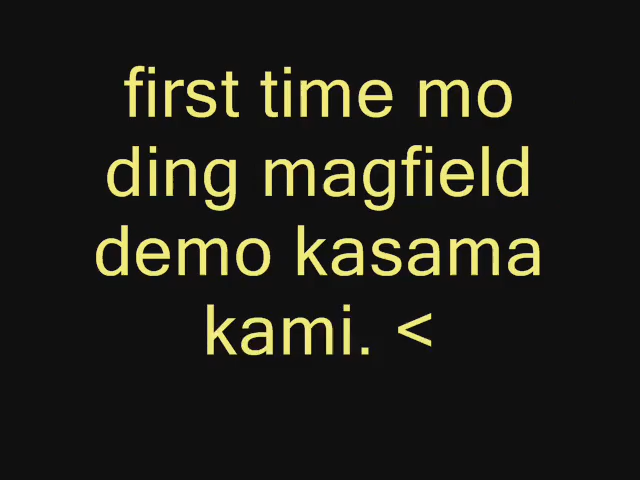 first time mo
ding magfield
demo kasama
kami. <